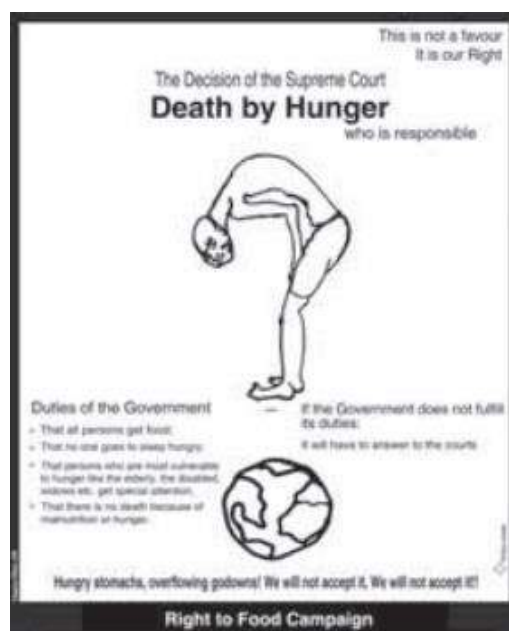 This is not a favour
It is our Right
The Decision of the Supreme Court
Death by Hunger
who is responsible
Duties of the Government
That all persons get food.
That no one goes to sleep hungry.
That persons who are most vulnerable
to hunger like the elderly, the disabled,
widows etc. get special attention.
That there is no death because of
malnutrition or hunger.
If the Government does not fulfill
its duties:
It will have to answer to the courts
Hungry stomachs, overflowing godowns! We will not accept it, We will not accept it!!
Right to Food Campaign